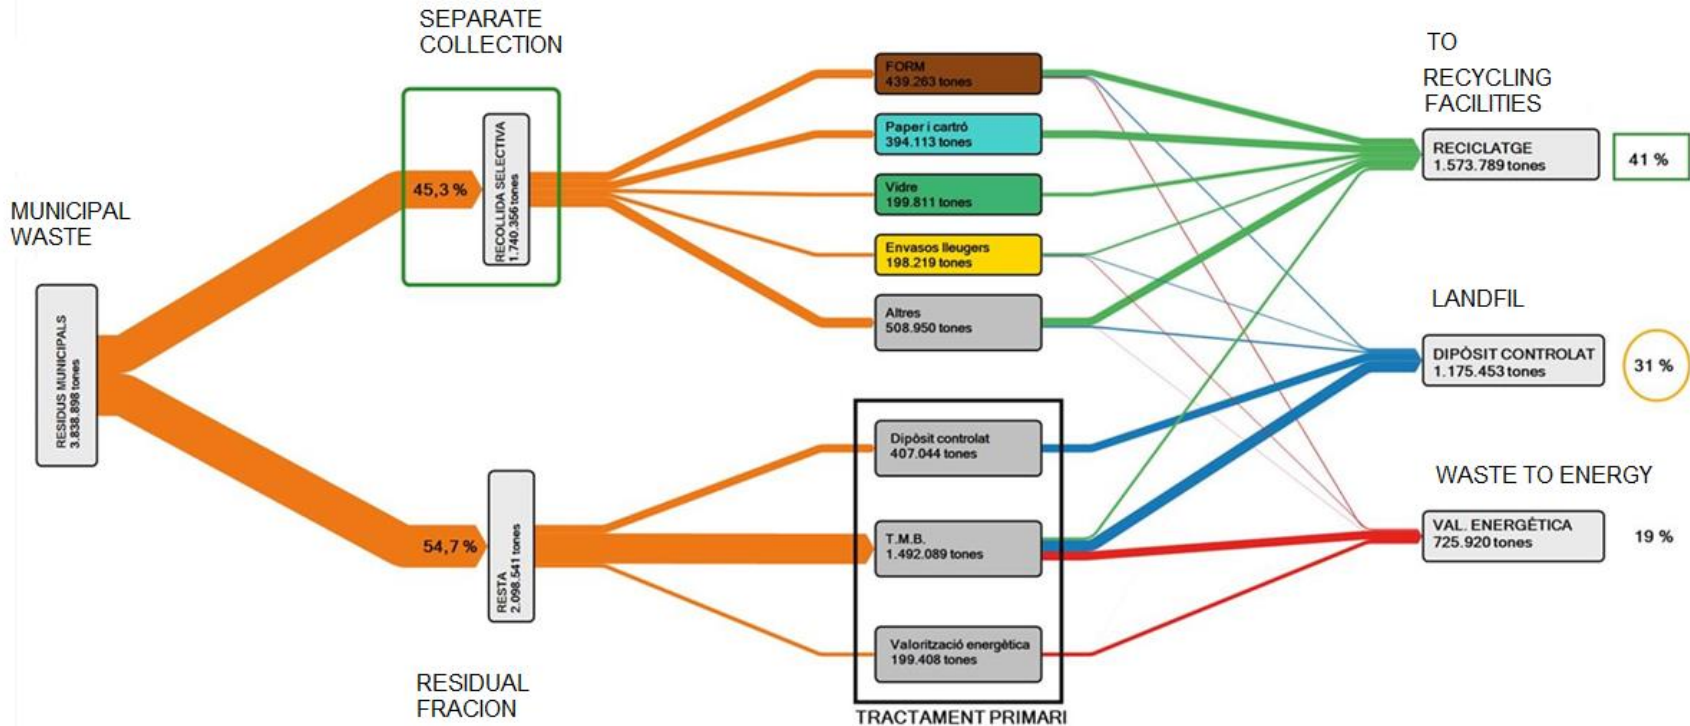 MUNICIPAL
WASTE
RESIDUS MUNICIPALS
3.838.898 tones
SEPARATE
COLLECTION
45,3 %
RECOLLIDA SELECTIVA
1.740.356 tones
54,7 %
RESTA
2.098.541 tones
RESIDUAL
FRACION
FORM
439.263 tones
Paper i cartró
394.113 tones
Vidre
199.811 tones
Envasos lleugers
198.219 tones
Altres
508.950 tones
Dipòsit controlat
407.044 tones
T.M.B.
1.492.089 tones
Valorització energètica
199.408 tones
TRACTAMENT PRIMARI
TO
RECYCLING
FACILITIES
RECICLATGE
1.573.789 tones
41 %
LANDFIL
DIPÒSIT CONTROLAT
1.175.453 tones
31 %
WASTE TO ENERGY
VAL. ENERGÈTICA
725.920 tones
19 %